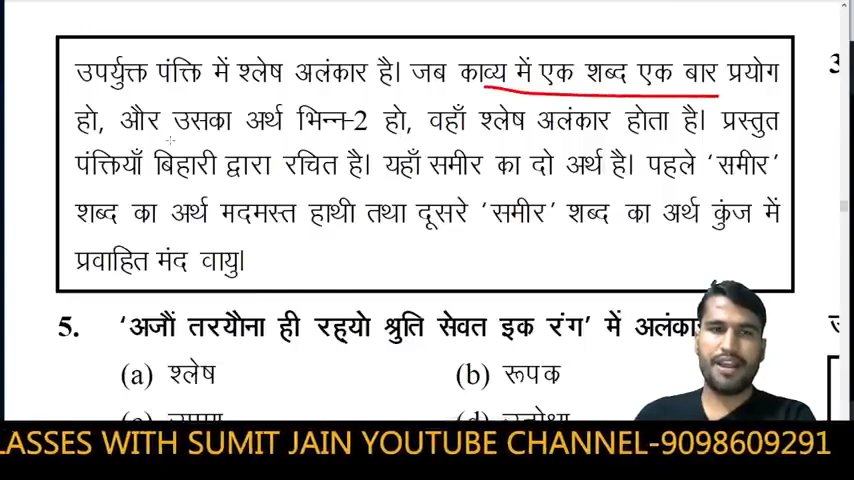 उपर्युक्त पंक्ति में श्लेष अलंकार है। जब काव्य में एक शब्द एक बार प्रयोग
हो, और उसका अर्थ भिन्न-2 हो, वहाँ श्लेष अलंकार होता है। प्रस्तुत
पंक्तियाँ बिहारी द्वारा रचित है। यहाँ समीर का दो अर्थ है। पहले ‘समीर’
शब्द का अर्थ मदमस्त हाथी तथा दूसरे ‘समीर’ शब्द का अर्थ कुंज में
प्रवाहित मंद वायु।
3
5. ‘अजौं तरयौना ही रह्यो श्रुति सेवत इक रंग’ में
(a) श्लेष (b) रूपक
LASSES WITH SUMIT JAIN YOUTUBE CHANNEL-9098609291